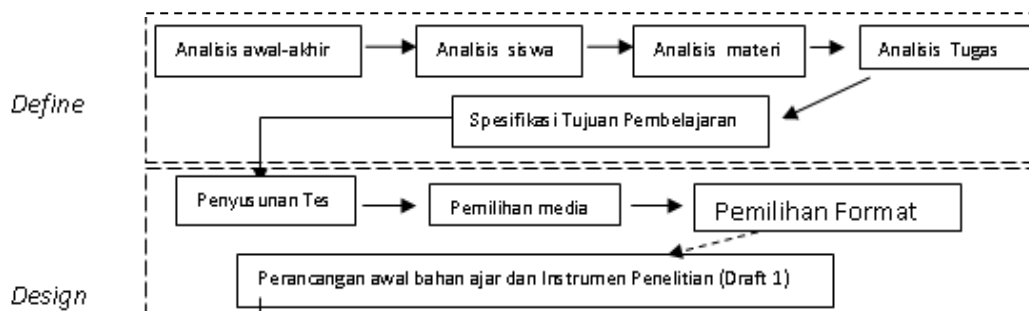 Analisis awal-akhir
Analisis siswa
Analisis materi
Analisis Tugas
Define
Spesifikasi Tujuan Pembelajaran
Penyusunan Tes
Pemilihan media
Pemilihan Format
Perancangan awal bahan ajar dan Instrumen Penelitian (Draft 1)
Design